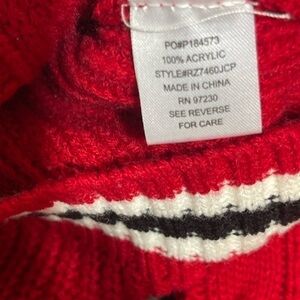 PO#P184573
100% ACRYLIC
STYLE#RZ7460JCP
MADE IN CHINA
RN 97230
SEE REVERSE
FOR CARE